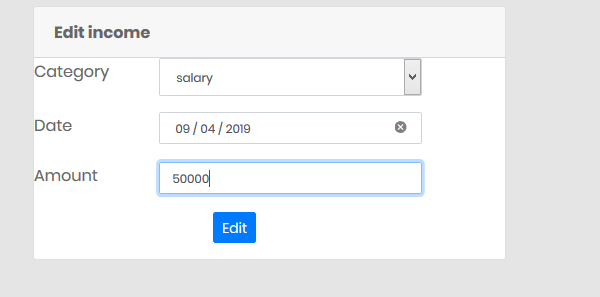 Edit income
Category salary
Date 09 / 04 / 2019
Amount 50000
Edit